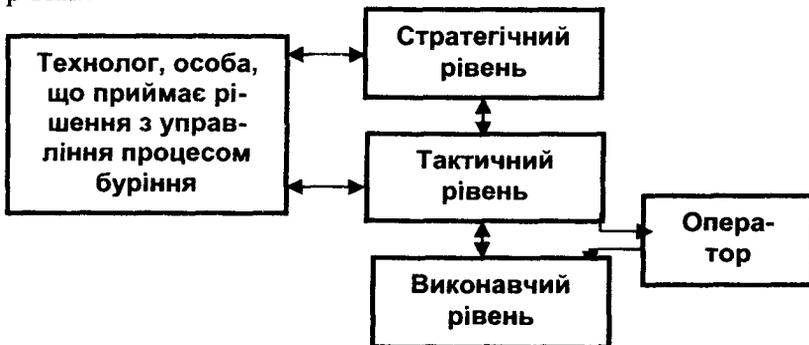 Технолог, особа,
що приймає рі-
шення з управ-
ління процесом
буріння
Стратегічний
рівень
Тактичний
рівень
Опера-
тор
Виконавчий
рівень